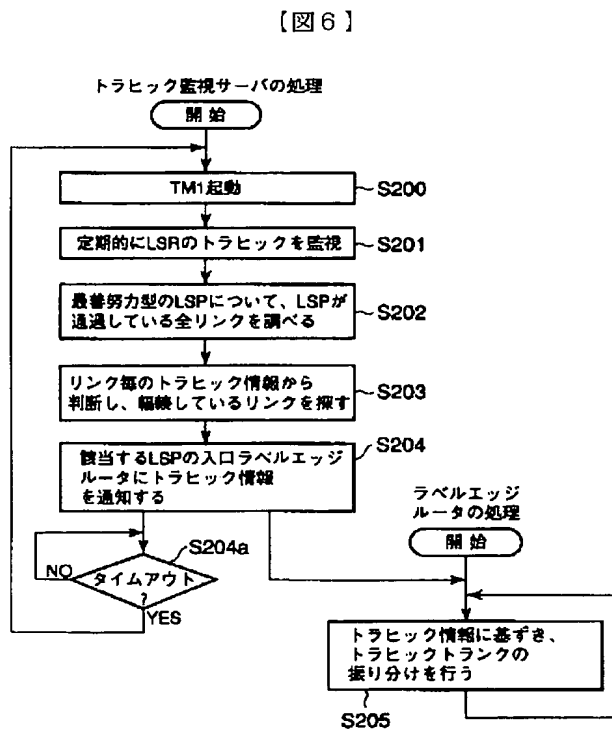 【図６】
トラヒック監視サーバの処理
開始
TM1起動
S200
定期的にLSRのトラヒックを監視
S201
最善努力型のLSPについて、LSPが
通過している全リンクを調べる
S202
リンク毎のトラヒック情報から
判断し、輻輳しているリンクを探す
S203
S204
該当するLSPの入口ラベルエッジ
ルータにトラヒック情報
を通知する
S204a
NO
タイムアウト
?
YES
ラベルエッジ
ルータの処理
開始
トラヒック情報に基ずき、
トラヒックトランクの
振り分けを行う
S205